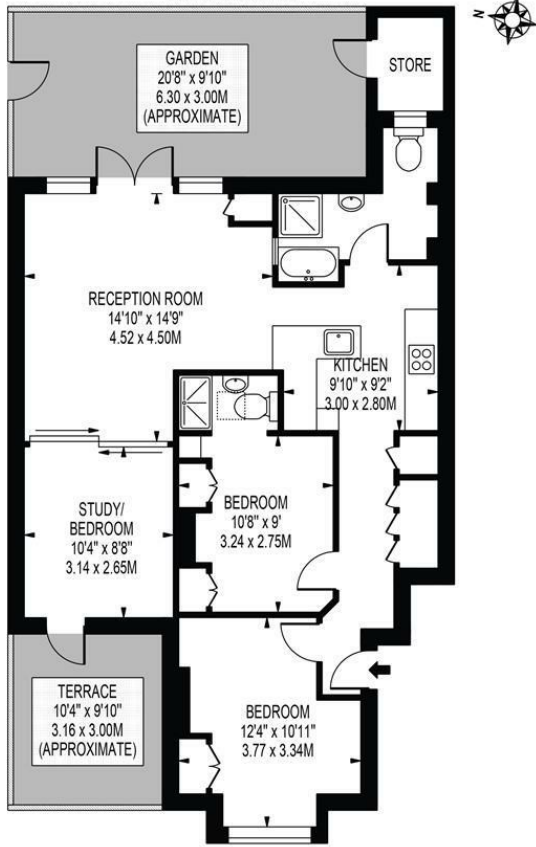 N
GARDEN
20'8" x 9'10"
6.30 x 3.00M
(APPROXIMATE)
STORE
RECEPTION ROOM
14'10" x 14'9"
4.52 x 4.50M
KITCHEN
9'10" x 9'2"
3.00 x 2.80M
STUDY/
BEDROOM
10'4" x 8'8"
3.14 x 2.65M
BEDROOM
10'8" x 9'
3.24 x 2.75M
TERRACE
10'4" x 9'10"
3.16 x 3.00M
(APPROXIMATE)
BEDROOM
12'4" x 10'11"
3.77 x 3.34M